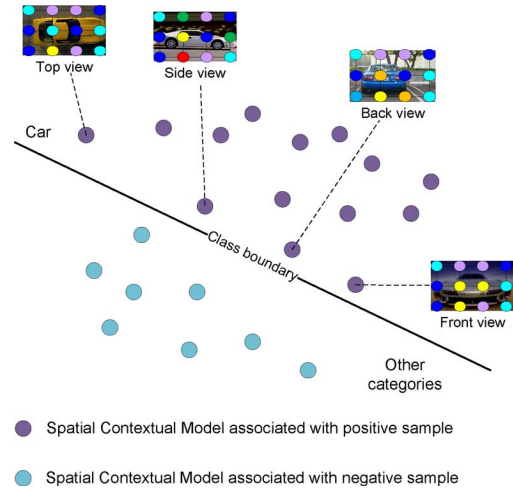 Top view
Side view
Back view
Car
Class boundary
Front view
Other
categories
Spatial Contextual Model associated with positive sample
Spatial Contextual Model associated with negative sample